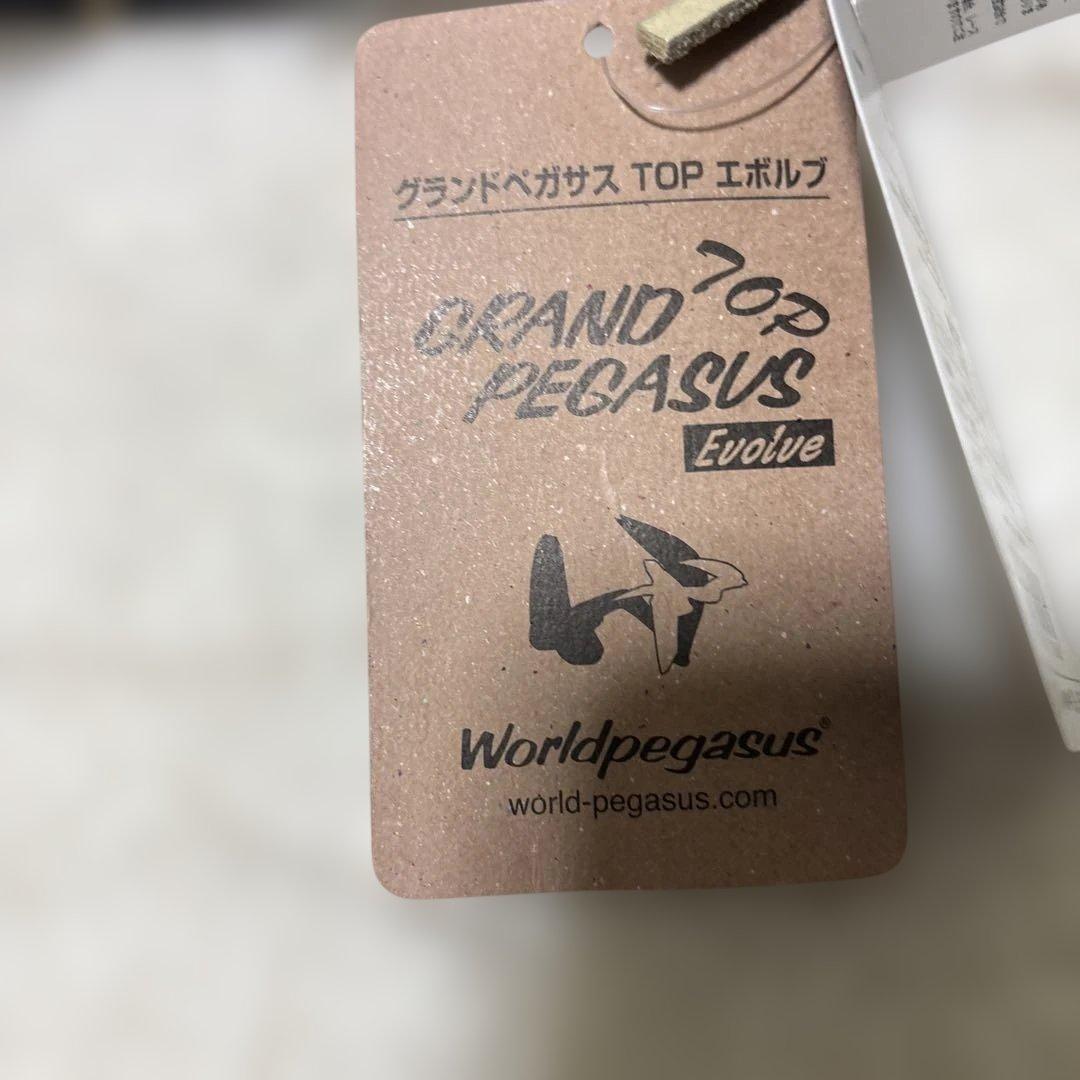 グランドペガサス TOP エボルブ
GRAND TOP
PEGASUS
Evolve
Worldpegasus®
world-pegasus.com